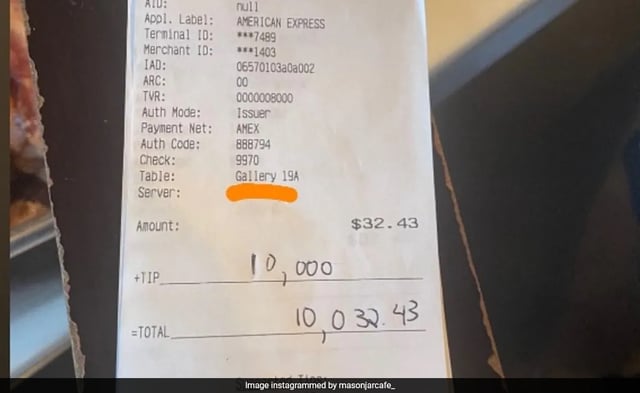 AID: null
Appl. Label: AMERICAN EXPRESS
Terminal ID: ***7489
Merchant ID: ***1403
IAD: 06570103a0a002
ARC: 00
TVR: 0000008000
Auth Mode: Issuer
Payment Net: AMEX
Auth Code: 888794
Check: 9970
Table: Gallery 19A
Server:
Amount: $32.43
+TIP 10,000
=TOTAL 10,032.43
Image instagrammed by masonjarcafe_